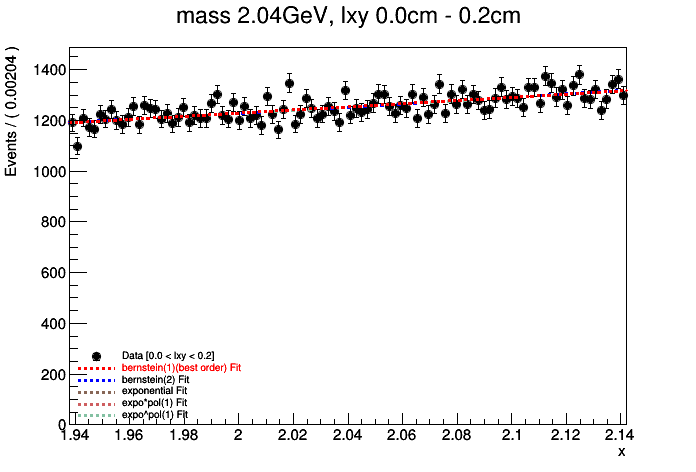 mass 2.04GeV, lxy 0.0cm - 0.2cm
Events / ( 0.00204 )
1400
1200
1000
800
600
400
200
0
Data [0.0 < lxy < 0.2]
bernstein(1)(best order) Fit
bernstein(2) Fit
exponential Fit
expo*pol(1) Fit
expo^pol(1) Fit
1.94 1.96 1.98 2 2.02 2.04 2.06 2.08 2.1 2.12 2.14
x